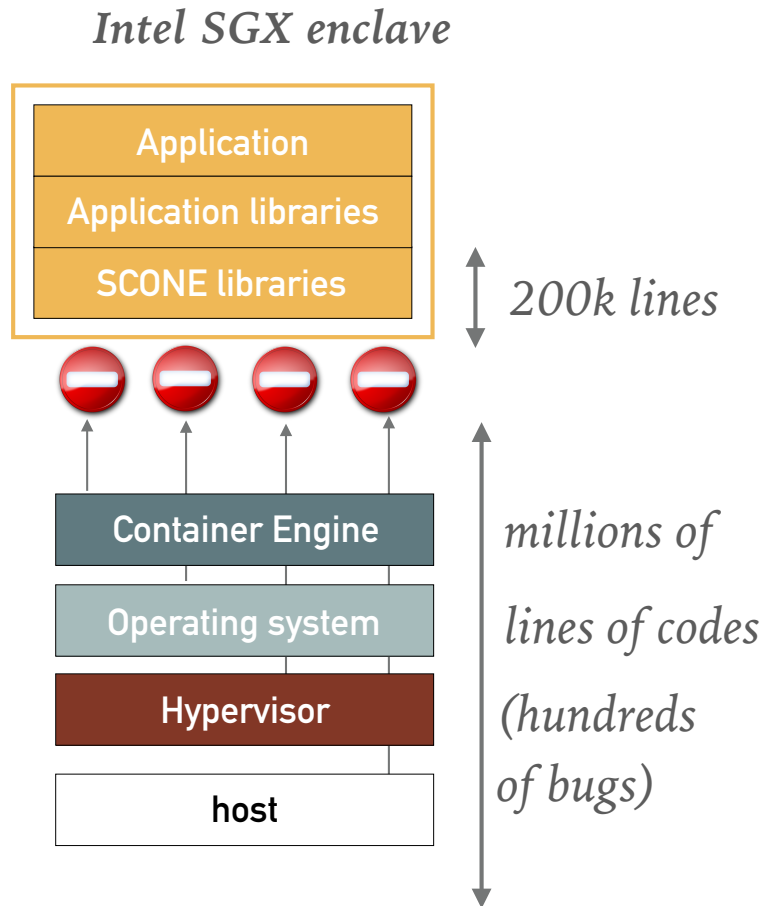 Intel SGX enclave
Application
Application libraries
SCONE libraries
200k lines
Container Engine
Operating system
Hypervisor
host
millions of
lines of codes
(hundreds
of bugs)